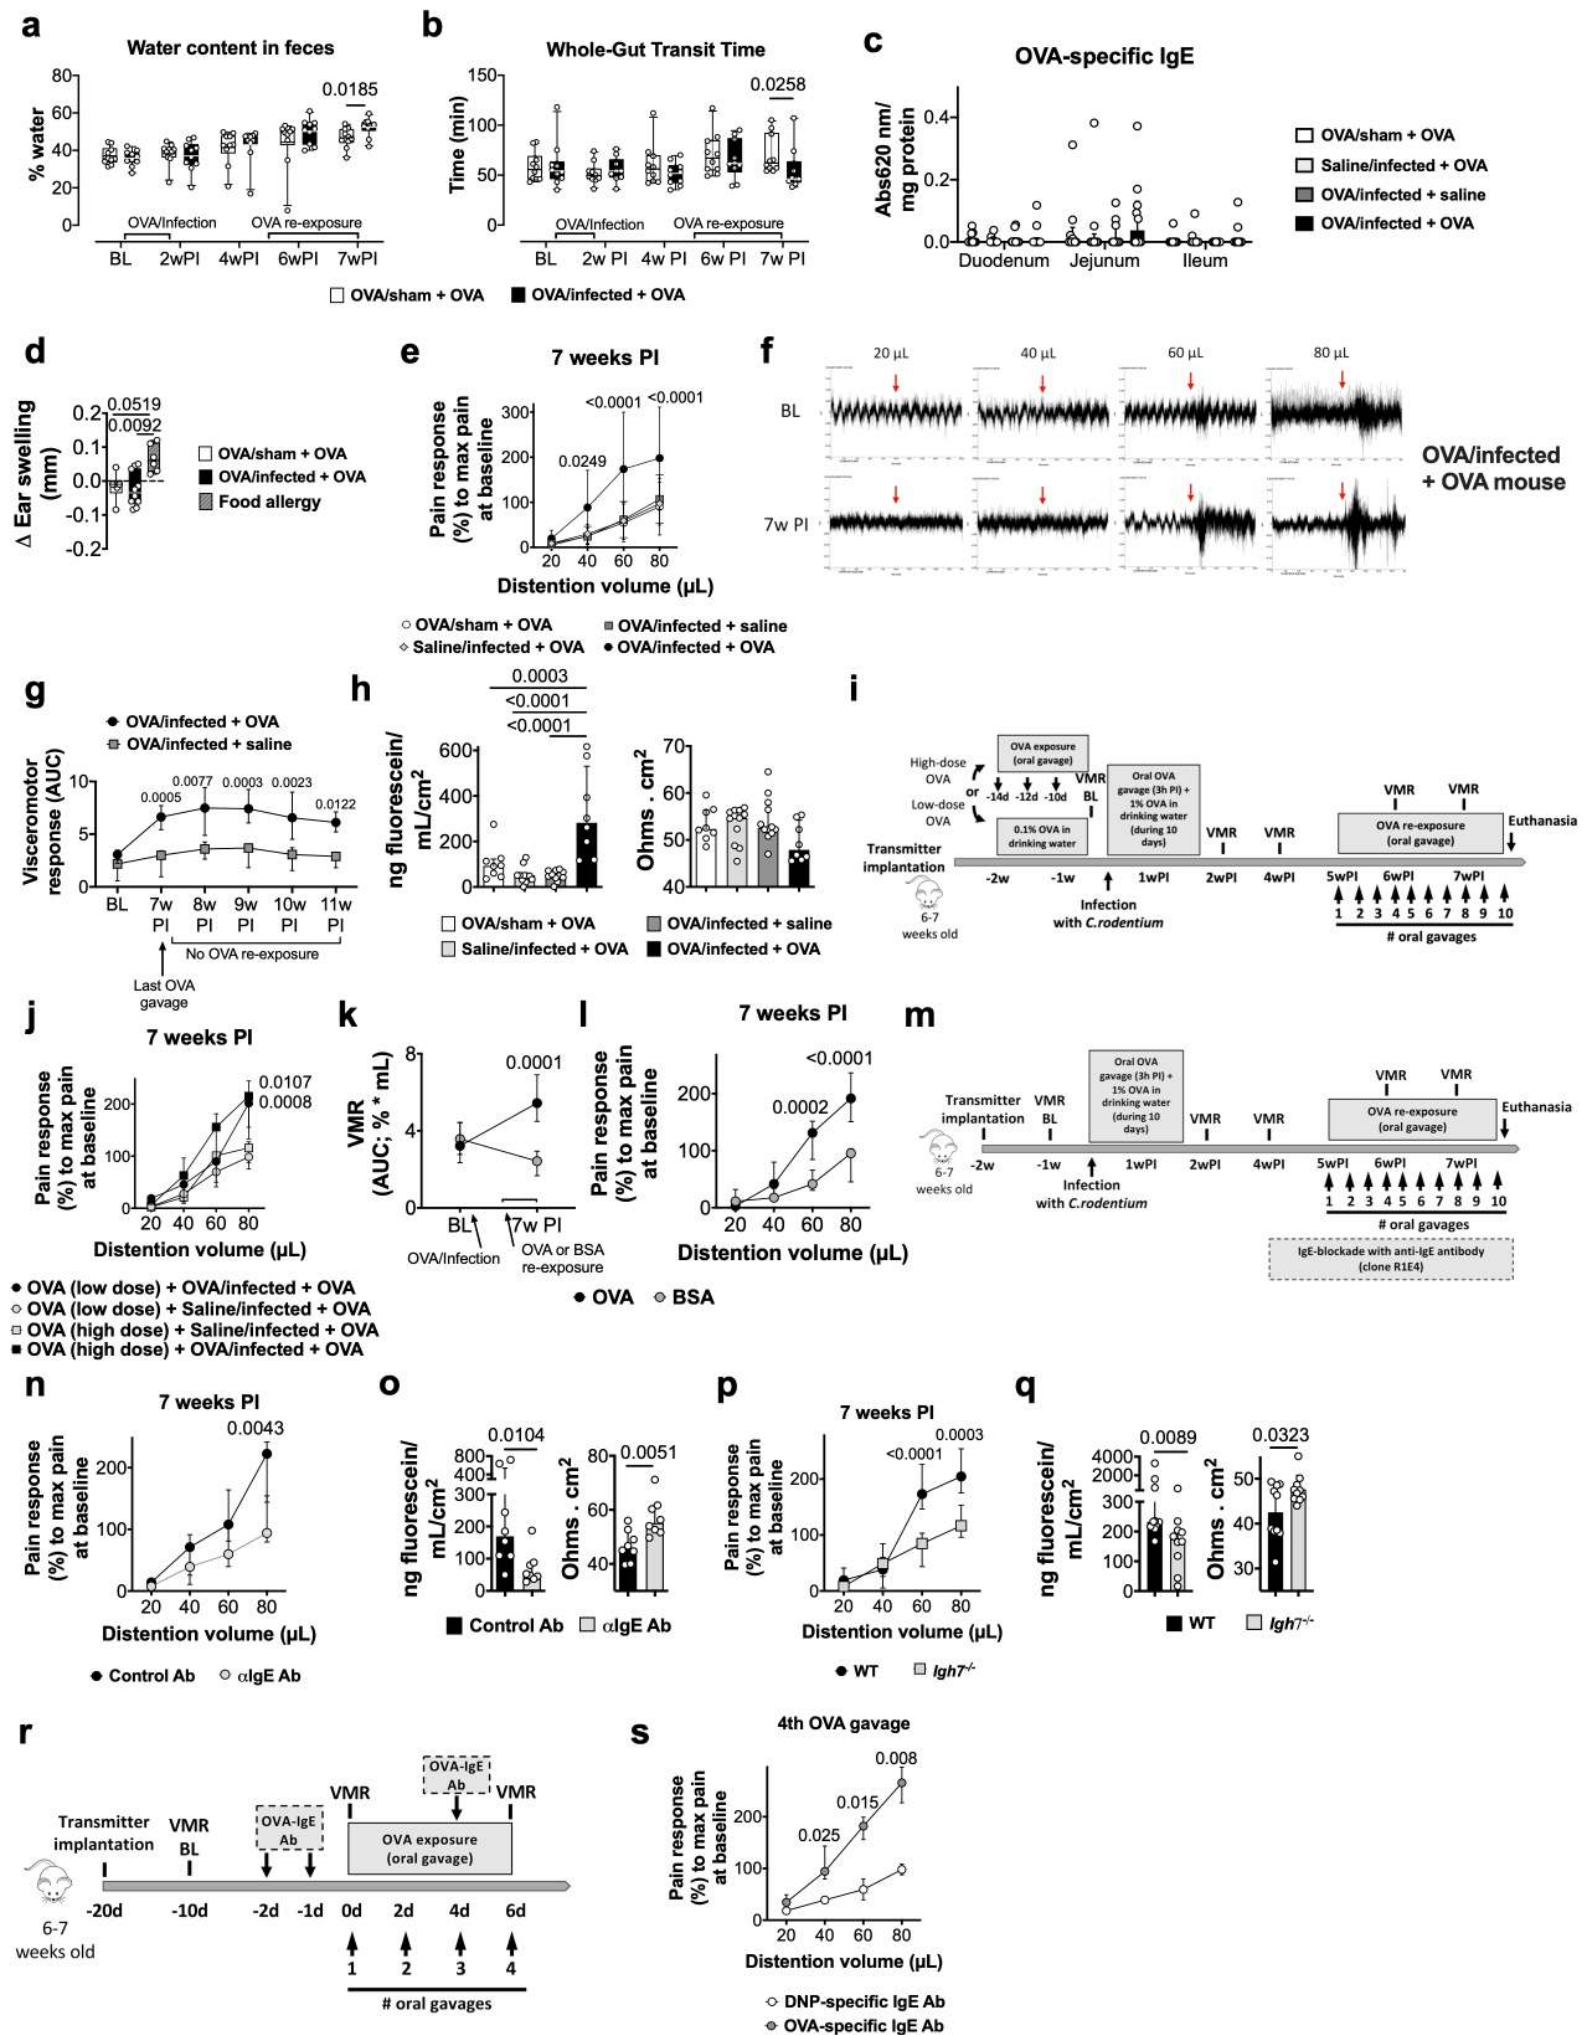 a
Water content in feces
% water
80
60
40
20
0
0.0185
OVA/Infection
OVA re-exposure
BL 2wPI 4wPI 6wPI 7wPI
b
Whole-Gut Transit Time
Time (min)
150
100
50
0
0.0258
OVA/Infection
OVA re-exposure
BL 2w PI 4w PI 6w PI 7w PI
OVA/sham + OVA
OVA/infected + OVA
c
OVA-specific IgE
Abs620 nm/
mg protein
0.4
0.2
0.0
Duodenum Jejunum Ileum
OVA/sham + OVA
Saline/infected + OVA
OVA/infected + saline
OVA/infected + OVA
d
Δ Ear swelling
(mm)
0.2
0.1
0.0
-0.1
-0.2
0.0519
0.0092
OVA/sham + OVA
OVA/infected + OVA
Food allergy
e
7 weeks PI
Pain response
(%) to max pain
at baseline
300
200
100
0
0.0249
<0.0001
<0.0001
20 40 60 80
Distention volume (µL)
OVA/sham + OVA
Saline/infected + OVA
OVA/infected + saline
OVA/infected + OVA
f
20 µL 40 µL 60 µL 80 µL
BL
7w PI
OVA/infected
+ OVA mouse
g
OVA/infected + OVA
OVA/infected + saline
Visceromotor
response (AUC)
10
5
0
0.0005
0.0077
0.0003
0.0023
0.0122
BL 7w 8w 9w 10w 11w
PI PI PI PI PI
No OVA re-exposure
Last OVA
gavage
h
0.0003
<0.0001
<0.0001
ng fluorescein/
mL/cm²
600
400
200
0
Ohms . cm²
70
60
50
40
OVA/sham + OVA
Saline/infected + OVA
OVA/infected + saline
OVA/infected + OVA
i
High-dose
OVA
or
Low-dose
OVA
OVA exposure
(oral gavage)
-14d -12d -10d
VMR
BL
0.1% OVA in
drinking water
Oral OVA
gavage (3h PI) +
1% OVA in
drinking water
(during 10
days)
VMR
VMR
VMR
VMR
OVA re-exposure
(oral gavage)
Euthanasia
Transmitter
implantation
6-7
weeks old
-2w -1w 1wPI 2wPI 4wPI 5wPI 6wPI 7wPI
Infection
with C.rodentium
1 2 3 4 5 6 7 8 9 10
# oral gavages
j
7 weeks PI
Pain response
(%) to max pain
at baseline
200
100
0
0.0107
0.0008
20 40 60 80
Distention volume (µL)
OVA (low dose) + OVA/infected + OVA
OVA (low dose) + Saline/infected + OVA
OVA (high dose) + Saline/infected + OVA
OVA (high dose) + OVA/infected + OVA
k
VMR
(AUC; % * mL)
8
4
0
0.0001
BL 7w PI
OVA/Infection
OVA or BSA
re-exposure
l
7 weeks PI
Pain response
(%) to max pain
at baseline
200
100
0
0.0002
<0.0001
20 40 60 80
Distention volume (µL)
OVA BSA
m
Transmitter
implantation
VMR
BL
Oral OVA
gavage (3h PI) +
1% OVA in
drinking water
(during 10
days)
VMR
VMR
VMR
VMR
OVA re-exposure
(oral gavage)
Euthanasia
6-7
weeks old
-2w -1w 1wPI 2wPI 4wPI 5wPI 6wPI 7wPI
Infection
with C.rodentium
1 2 3 4 5 6 7 8 9 10
# oral gavages
IgE-blockade with anti-IgE antibody
(clone R1E4)
n
7 weeks PI
Pain response
(%) to max pain
at baseline
200
100
0
0.0043
20 40 60 80
Distention volume (µL)
Control Ab αIgE Ab
o
ng fluorescein/
mL/cm²
800
400
300
200
100
0
0.0104
Ohms . cm²
80
60
40
0.0051
Control Ab αIgE Ab
p
7 weeks PI
Pain response
(%) to max pain
at baseline
200
100
0
<0.0001
0.0003
20 40 60 80
Distention volume (µL)
WT Igh7-/-
q
ng fluorescein/
mL/cm²
4000
2000
300
200
100
0
0.0089
Ohms . cm²
50
40
30
0.0323
WT Igh7-/-
r
Transmitter
implantation
VMR
BL
OVA-IgE
Ab
VMR
OVA-IgE
Ab
VMR
OVA exposure
(oral gavage)
6-7
weeks old
-20d -10d -2d -1d 0d 2d 4d 6d
1 2 3 4
# oral gavages
s
4th OVA gavage
Pain response
(%) to max pain
at baseline
200
100
0
0.025
0.015
0.008
20 40 60 80
Distention volume (µL)
DNP-specific IgE Ab
OVA-specific IgE Ab